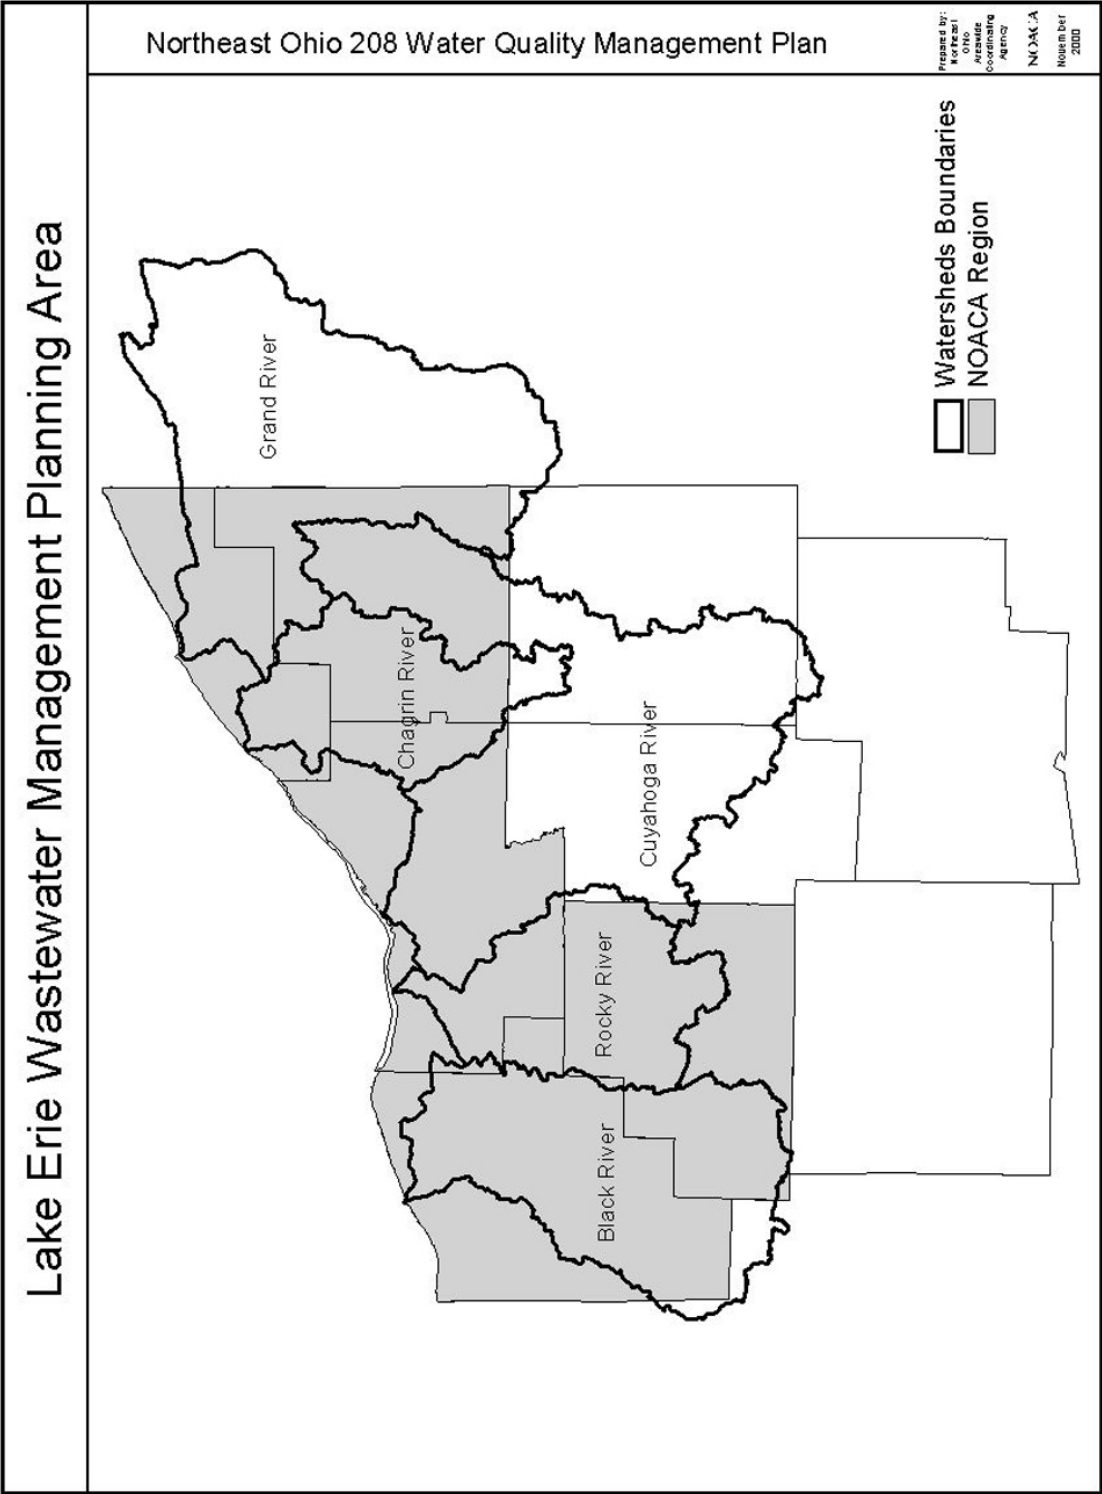 Lake Erie Wastewater Management Planning Area
Northeast Ohio 208 Water Quality Management Plan
Grand River
Chagrin River
Cuyahoga River
Rocky River
Black River
Watersheds Boundaries
NOACA Region
Prepared by:
Northeast
Ohio
Areawide
Coordinating
Agency
NOACA
November
2000